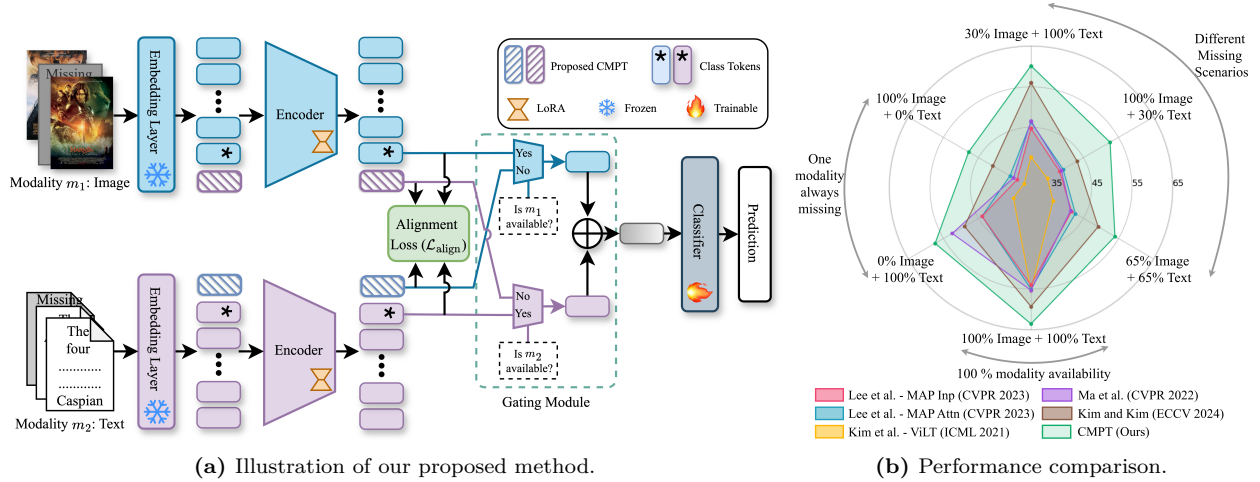 Missing
Modality m₁: Image
Embedding Layer
*
Encoder
*
Proposed CMPT
* *
Class Tokens
LoRA
Frozen
Trainable
Yes
No
Is m₁
available?
Alignment
Loss (ℒalign)
No
Yes
Is m₂
available?
Gating Module
Classifier
Prediction
Missing
The
four
............
............
Caspian
Modality m₂: Text
Embedding Layer
*
Encoder
*
(a) Illustration of our proposed method.
30% Image + 100% Text
Different
Missing
Scenarios
100% Image
+ 0% Text
100% Image
+ 30% Text
One
modality
always
missing
35 45 55 65
0% Image
+ 100% Text
65% Image
+ 65% Text
100% Image + 100% Text
100 % modality availability
Lee et al. - MAP Inp (CVPR 2023)
Ma et al. (CVPR 2022)
Lee et al. - MAP Attn (CVPR 2023)
Kim and Kim (ECCV 2024)
Kim et al. - ViLT (ICML 2021)
CMPT (Ours)
(b) Performance comparison.